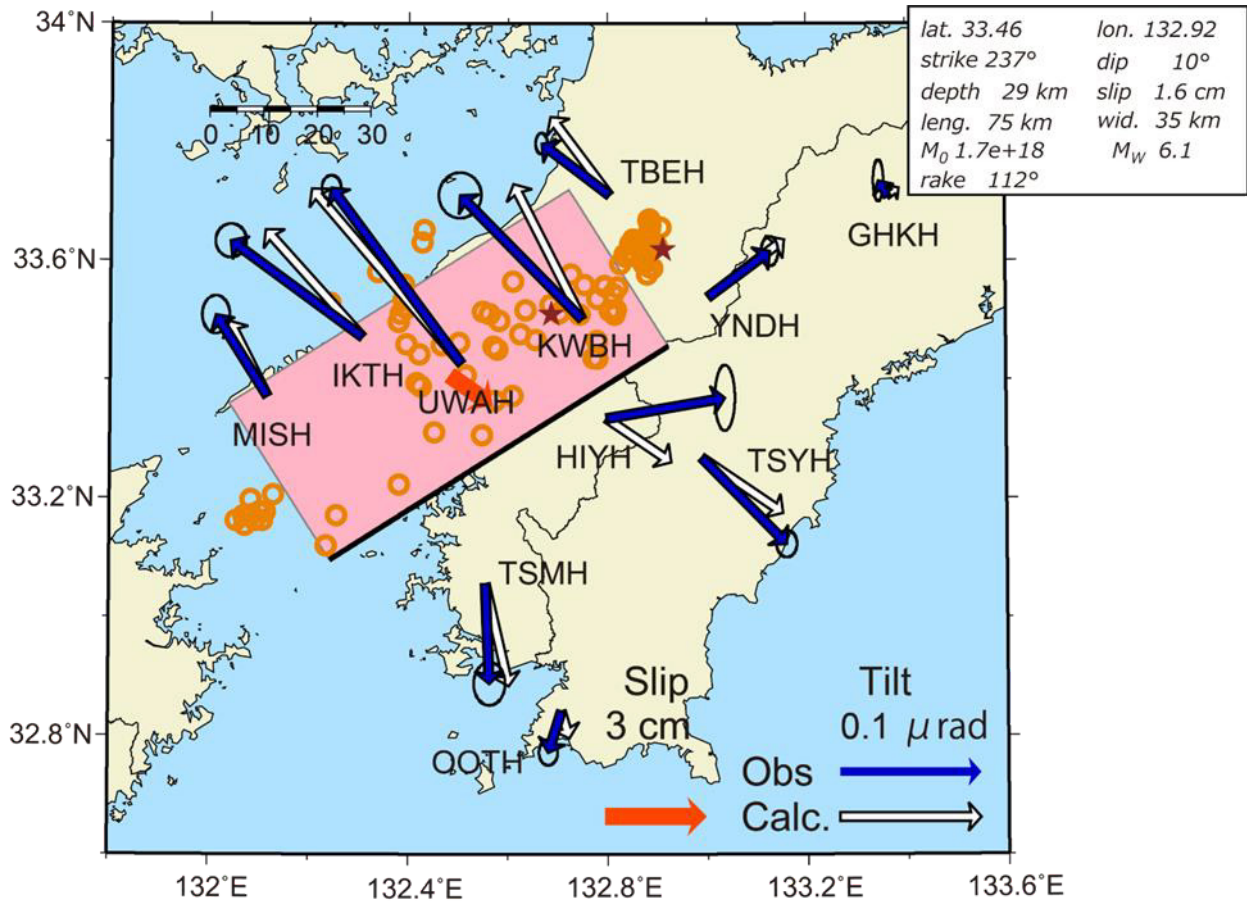 34°N
33.6°N
33.2°N
32.8°N
lat. 33.46 lon. 132.92
strike 237° dip 10°
depth 29 km slip 1.6 cm
leng. 75 km wid. 35 km
M0 1.7e+18 MW 6.1
rake 112°
0 10 20 30
TBEH
GHKH
YNDH
KWBH
IKTH
UWAH
MISH
HIYH
TSYH
TSMH
OOTH
Slip
3 cm
Tilt
0.1 μ rad
Obs
Calc.
132°E 132.4°E 132.8°E 133.2°E 133.6°E